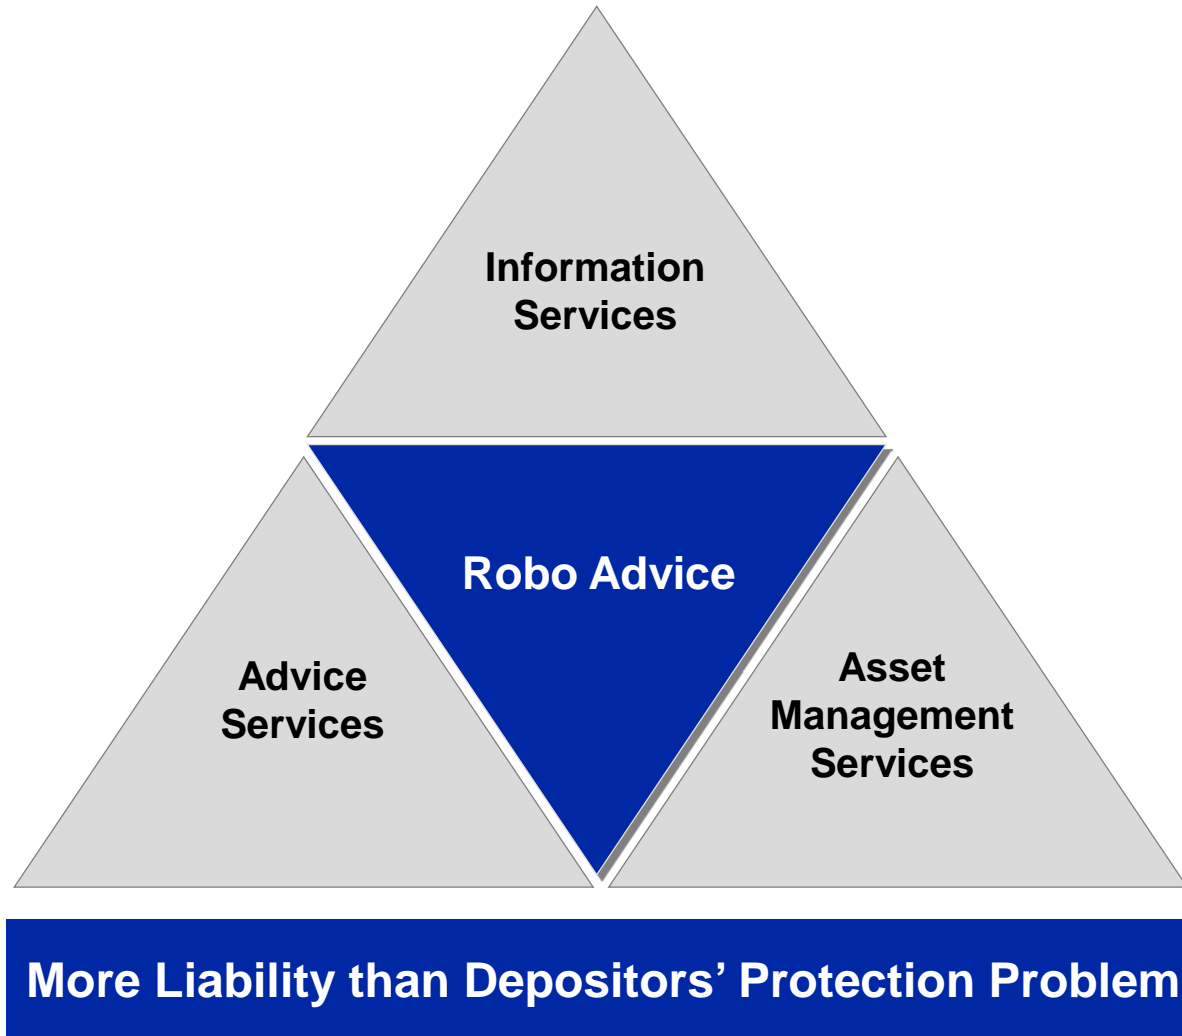 Information
Services
Robo Advice
Advice
Services
Asset
Management
Services
More Liability than Depositors’ Protection Problem